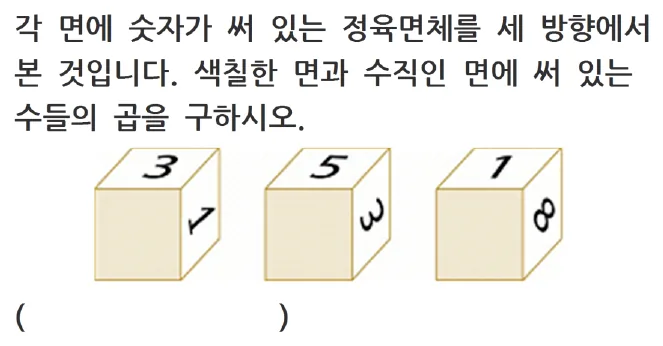 각 면에 숫자가 써 있는 정육면체를 세 방향에서
본 것입니다. 색칠한 면과 수직인 면에 써 있는
수들의 곱을 구하시오.
3 5 1
1 3 8
( )